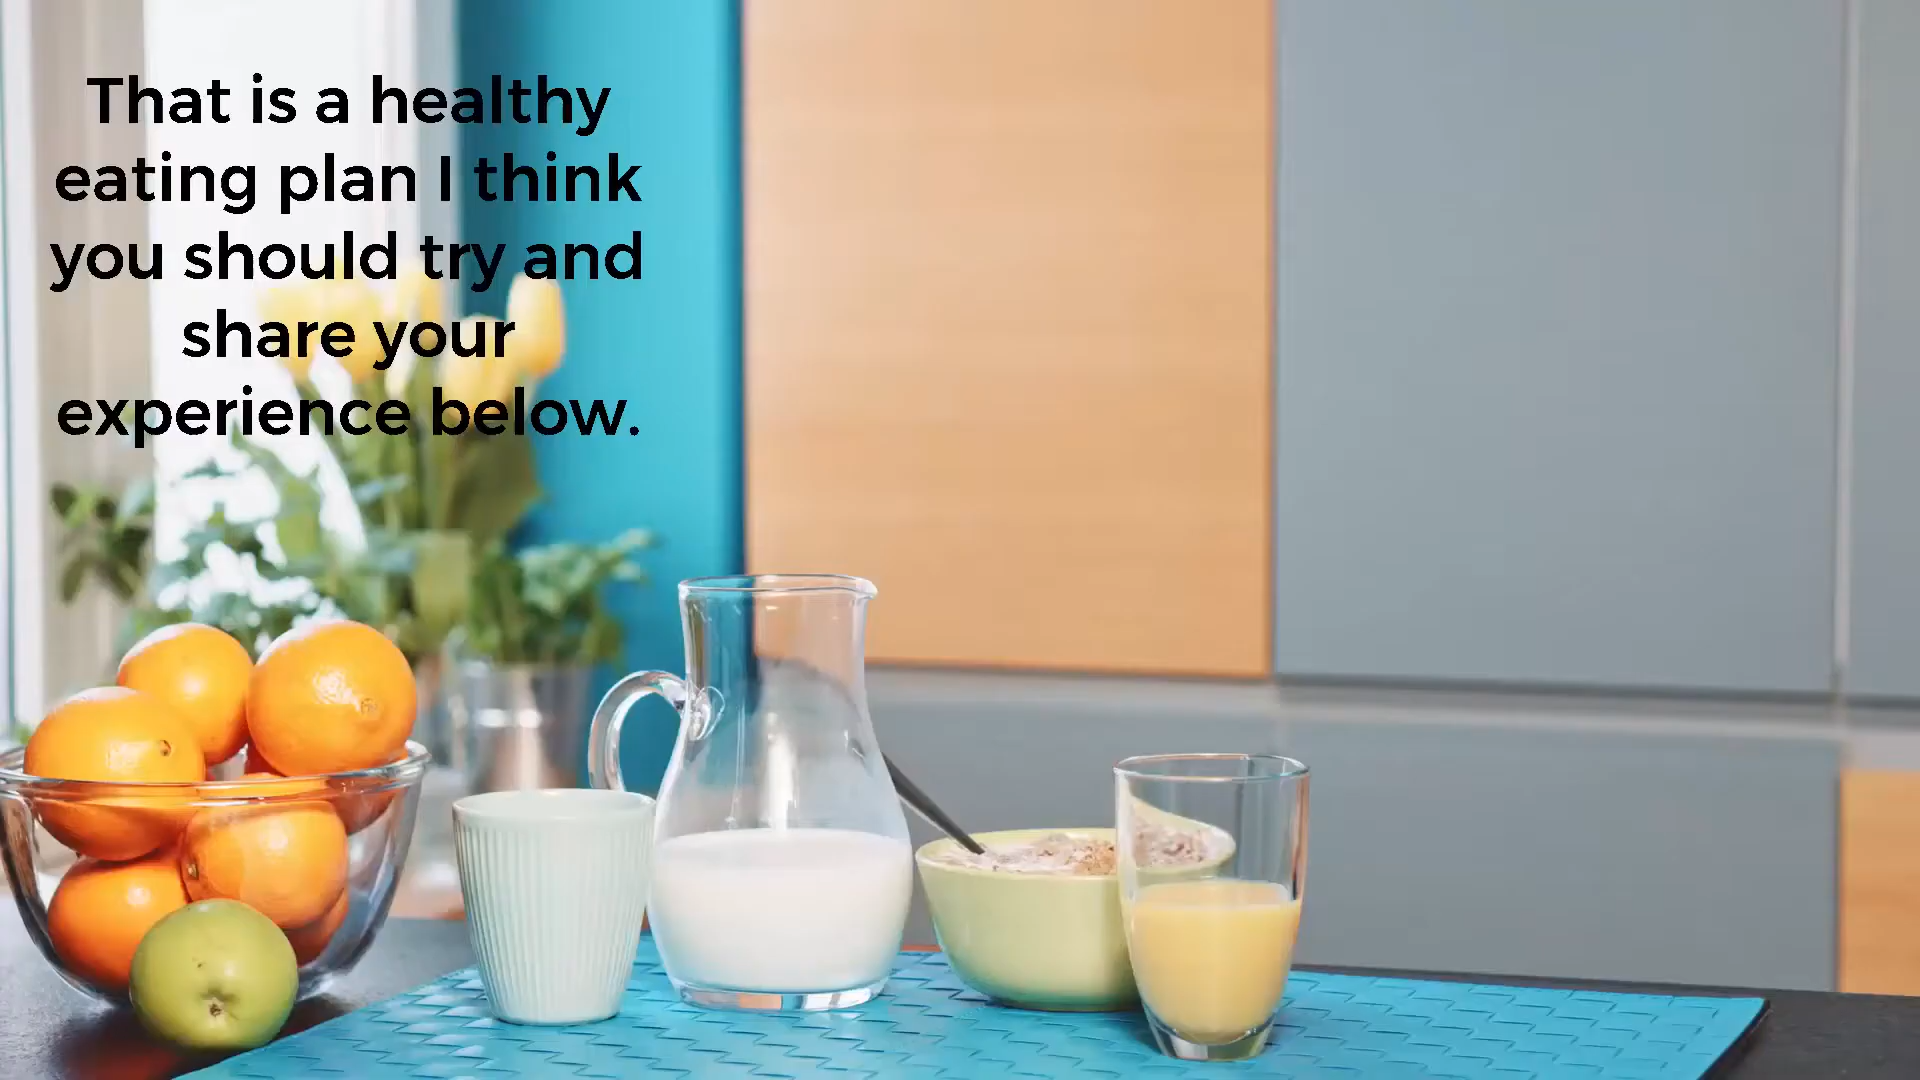 That is a healthy
eating plan I think
you should try and
share your
experience below.